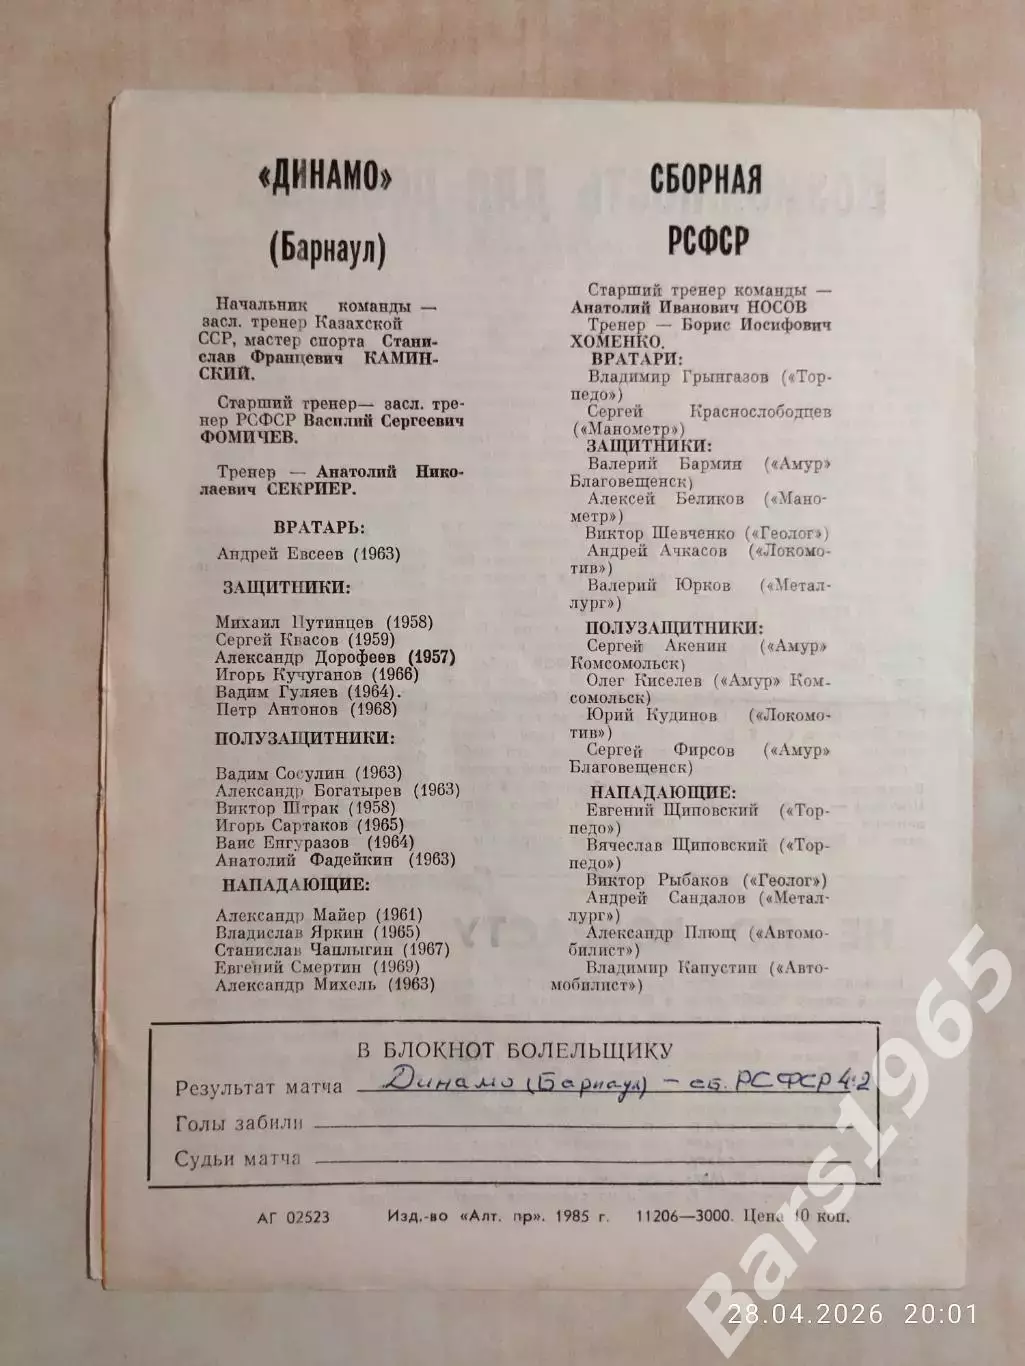 «ДИНАМО»
(Барнаул)
Начальник команды —
засл. тренер Казахской
ССР, мастер спорта Стани-
слав Францевич КАМИН-
СКИЙ.
Старший тренер— засл. тре-
нер РСФСР Василий Сергеевич
ФОМИЧЕВ.
Тренер — Анатолий Нико-
лаевич СЕКРИЕР.
ВРАТАРЬ:
Андрей Евсеев (1963)
ЗАЩИТНИКИ:
Михаил Путинцев (1958)
Сергей Квасов (1959)
Александр Дорофеев (1957)
Игорь Кучуганов (1966)
Вадим Гуляев (1964).
Петр Антонов (1968)
ПОЛУЗАЩИТНИКИ:
Вадим Сосулин (1963)
Александр Богатырев (1963)
Виктор Штрак (1958)
Игорь Сартаков (1965)
Ваис Енгуразов (1964)
Анатолий Фадейкин (1963)
НАПАДАЮЩИЕ:
Александр Майер (1961)
Владислав Яркин (1965)
Станислав Чаплыгин (1967)
Евгений Смертин (1969)
Александр Михель (1963)
СБОРНАЯ
РСФСР
Старший тренер команды —
Анатолий Иванович НОСОВ
Тренер — Борис Иосифович
ХОМЕНКО.
ВРАТАРИ:
Владимир Грынгазов («Тор-
педо»)
Сергей Краснослободцев
(«Манометр»)
ЗАЩИТНИКИ:
Валерий Бармин («Амур»
Благовещенск)
Алексей Беликов («Мано-
метр»)
Виктор Шевченко («Геолог»)
Андрей Ачкасов («Локомо-
тив»)
Валерий Юрков («Метал-
лург»)
ПОЛУЗАЩИТНИКИ:
Сергей Акенин («Амур»
Комсомольск)
Олег Киселев («Амур» Ком-
сомольск)
Юрий Кудинов («Локомо-
тив»)
Сергей Фирсов («Амур»
Благовещенск)
НАПАДАЮЩИЕ:
Евгений Щиповский («Тор-
педо»)
Вячеслав Щиповский («Тор-
педо»)
Виктор Рыбаков («Геолог»)
Андрей Сандалов («Метал-
лург»)
Александр Плющ («Автомо-
билист»)
Владимир Капустин («Авто-
мобилист»)
В БЛОКНОТ БОЛЕЛЬЩИКУ
Результат матча Динамо (Барнаул) – сб. РСФСР 4:2
Голы забили
Судьи матча
АГ 02523 Изд-во «Алт. пр». 1985 г. 11206—3000. Цена 10 коп.
Bars1965
28.04.2026 20:01